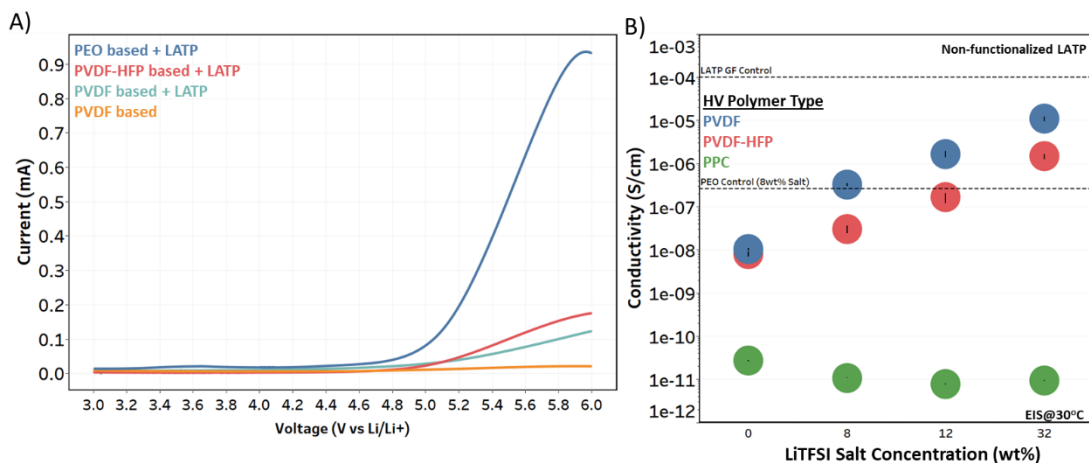 A)
PEO based + LATP
PVDF-HFP based + LATP
PVDF based + LATP
PVDF based
Current (mA)
0.9
0.8
0.7
0.6
0.5
0.4
0.3
0.2
0.1
0.0
3.0 3.2 3.4 3.6 3.8 4.0 4.2 4.4 4.6 4.8 5.0 5.2 5.4 5.6 5.8 6.0
Voltage (V vs Li/Li+)
B)
Non-functionalized LATP
LATP GF Control
HV Polymer Type
PVDF
PVDF-HFP
PPC
PEO Control (8wt% Salt)
Conductivity (S/cm)
1e-03
1e-04
1e-05
1e-06
1e-07
1e-08
1e-09
1e-10
1e-11
1e-12
EIS@30°C
0 8 12 32
LiTFSI Salt Concentration (wt%)